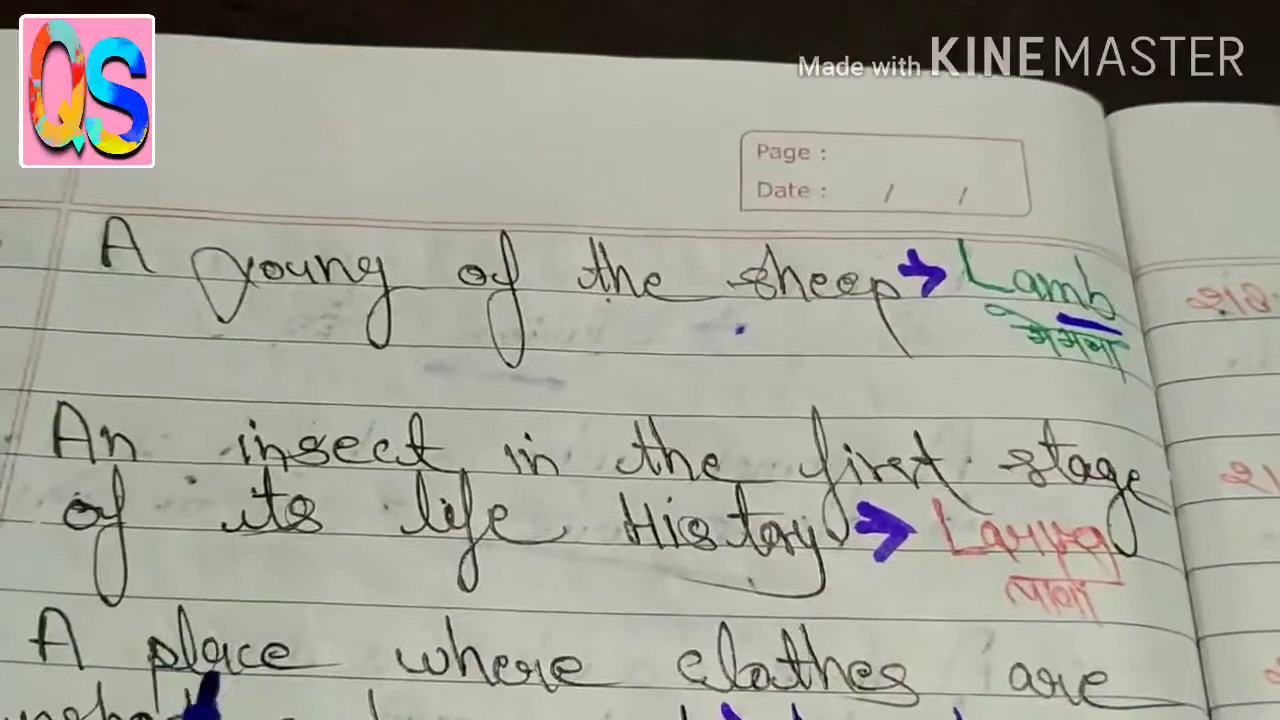 QS
Made with KINEMASTER
Page :
Date : / /
A young of the sheep → Lamb
मेमना
An insect in the first stage
of its life History → Larva
लार्वा
A place where clothes are